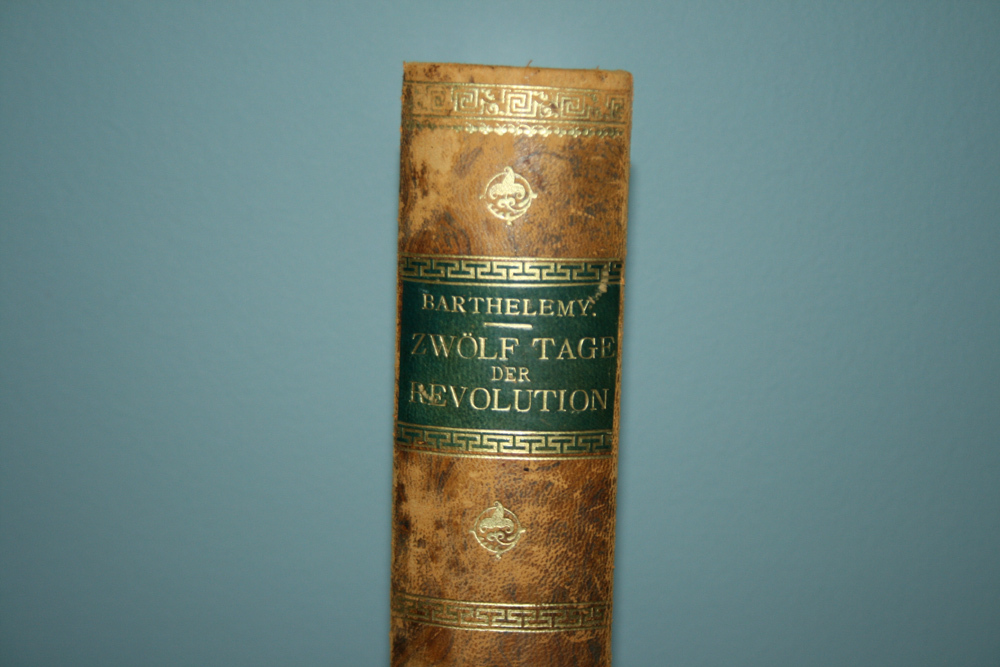 BARTHELEMY.
ZWÖLF TAGE
DER
REVOLUTION